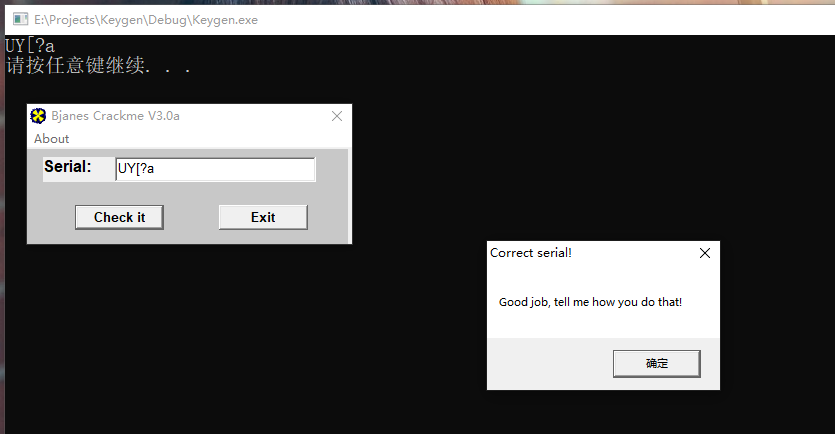 E:\Projects\Keygen\Debug\Keygen.exe
UY[?a
请按任意键继续. . .
Bjanes Crackme V3.0a
About
Serial:
UY[?a
Check it
Exit
Correct serial!
Good job, tell me how you do that!
确定